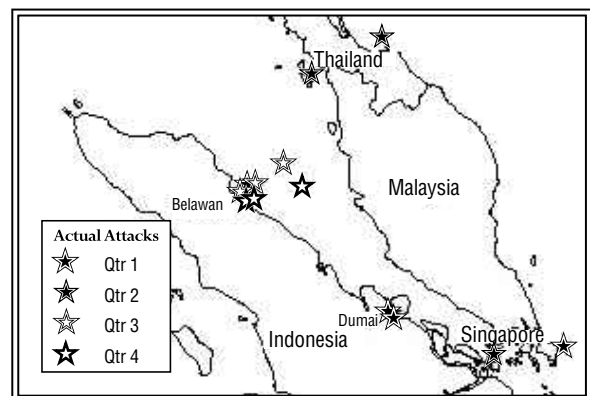 Thailand
Malaysia
Belawan
Actual Attacks
Qtr 1
Qtr 2
Qtr 3
Qtr 4
Dumai
Indonesia
Singapore